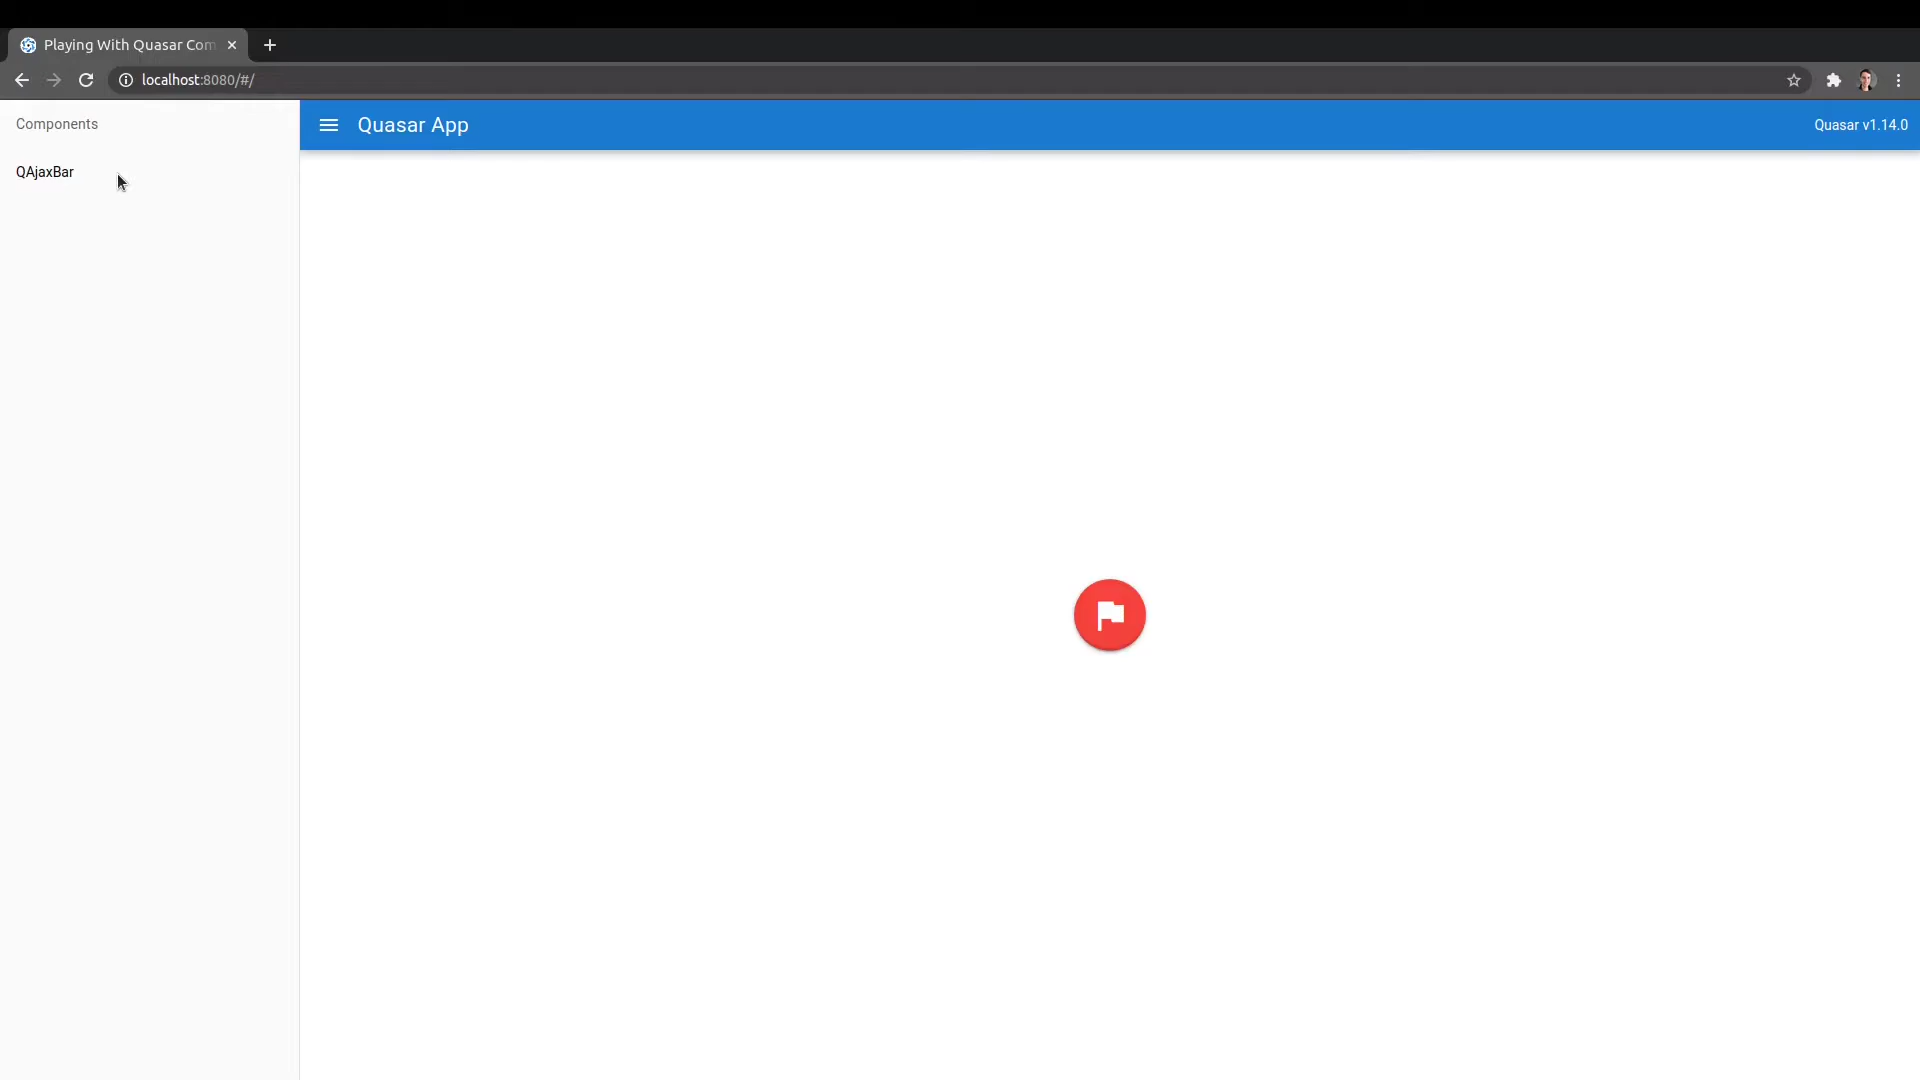 Playing With Quasar Com
localhost:8080/#/
Components
Quasar App
Quasar v1.14.0
QAjaxBar